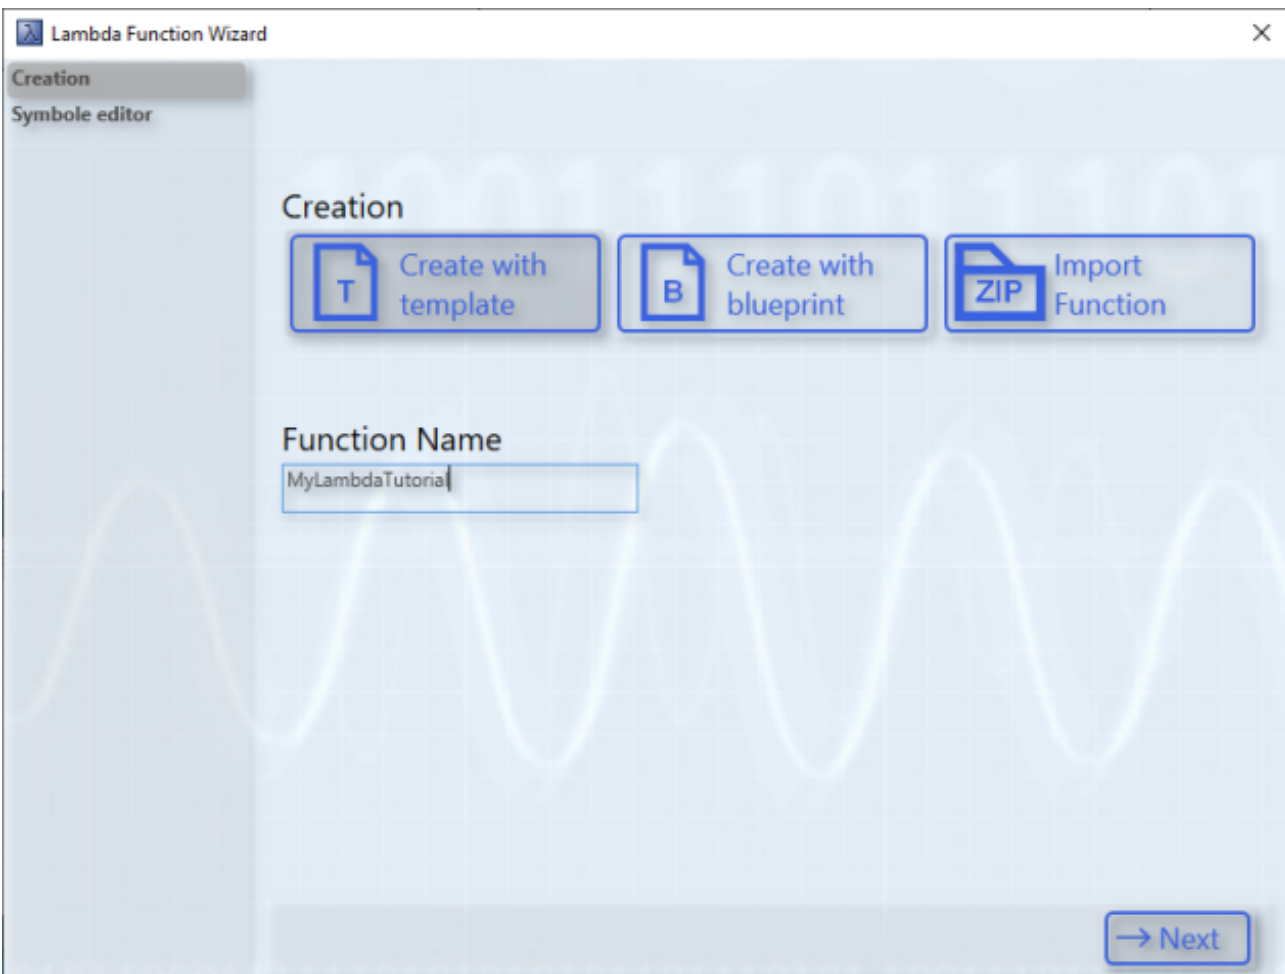 Lambda Function Wizard
Creation
Symbole editor
Creation
Create with
template
T
Create with
blueprint
B
Import
Function
ZIP
Function Name
MyLambdaTutorial
Next